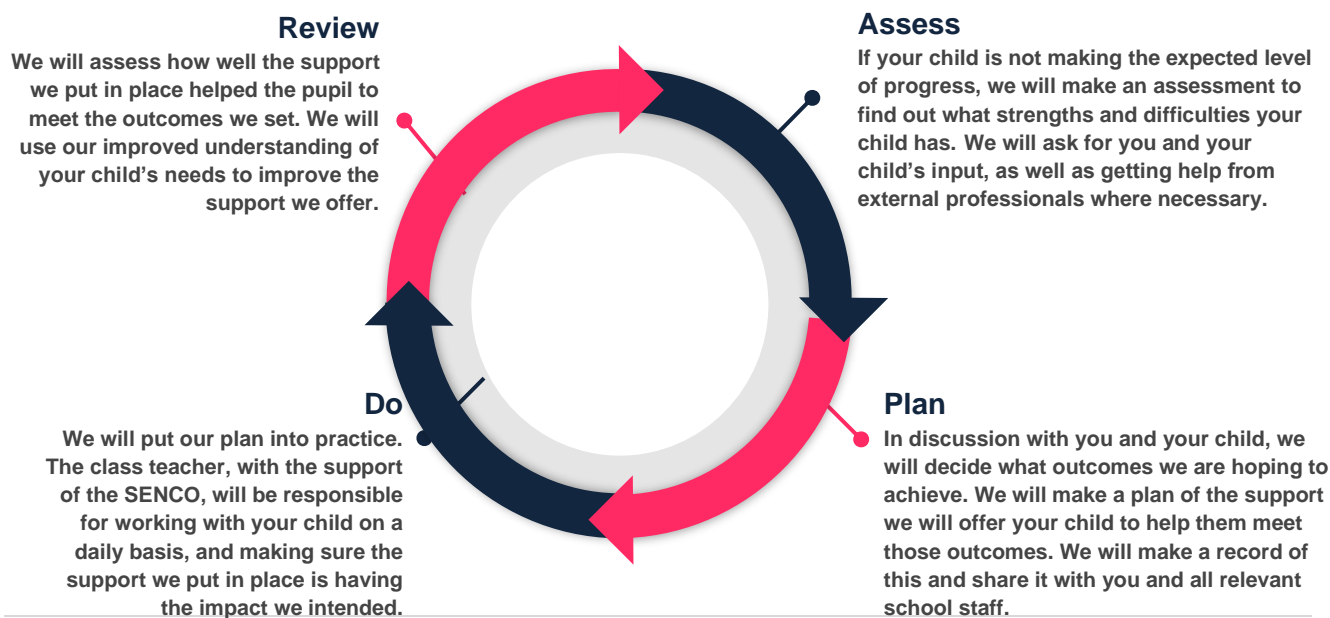 Review
We will assess how well the support
we put in place helped the pupil to
meet the outcomes we set. We will
use our improved understanding of
your child’s needs to improve the
support we offer.
Assess
If your child is not making the expected level
of progress, we will make an assessment to
find out what strengths and difficulties your
child has. We will ask for you and your
child’s input, as well as getting help from
external professionals where necessary.
Do
We will put our plan into practice.
The class teacher, with the support
of the SENCO, will be responsible
for working with your child on a
daily basis, and making sure the
support we put in place is having
the impact we intended.
Plan
In discussion with you and your child, we
will decide what outcomes we are hoping to
achieve. We will make a plan of the support
we will offer your child to help them meet
those outcomes. We will make a record of
this and share it with you and all relevant
school staff.